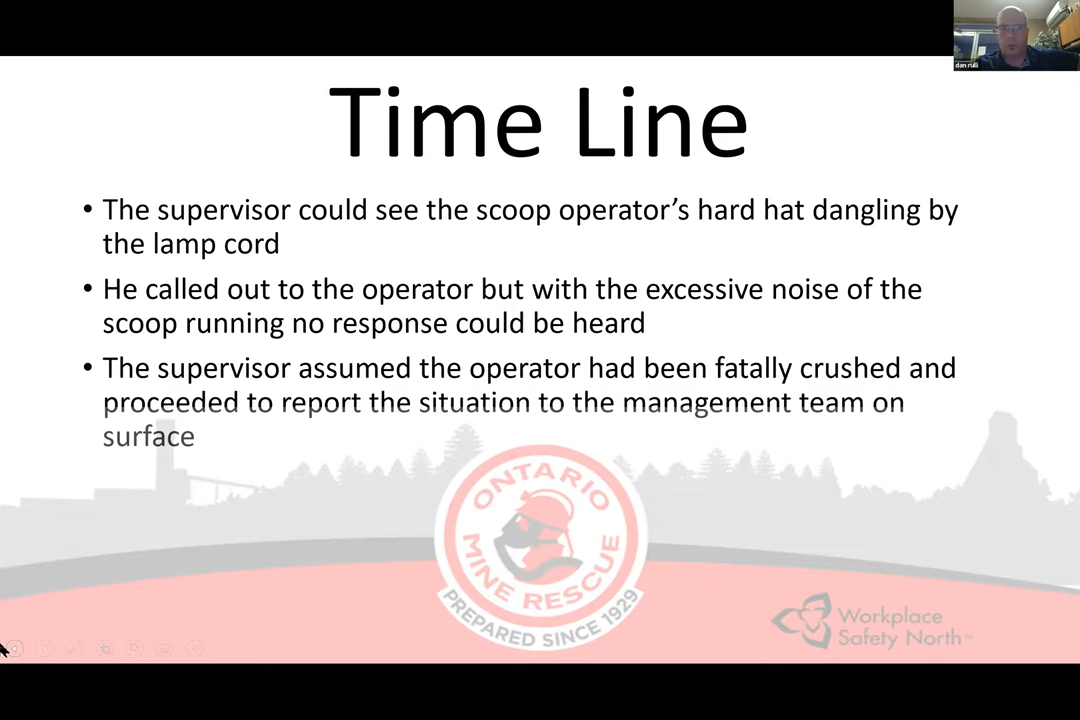 dan rulli
Time Line
• The supervisor could see the scoop operator’s hard hat dangling by
the lamp cord
• He called out to the operator but with the excessive noise of the
scoop running no response could be heard
• The supervisor assumed the operator had been fatally crushed and
proceeded to report the situation to the management team on
surface
ONTARIO
MINE RESCUE
PREPARED SINCE 1929
Workplace
Safety North